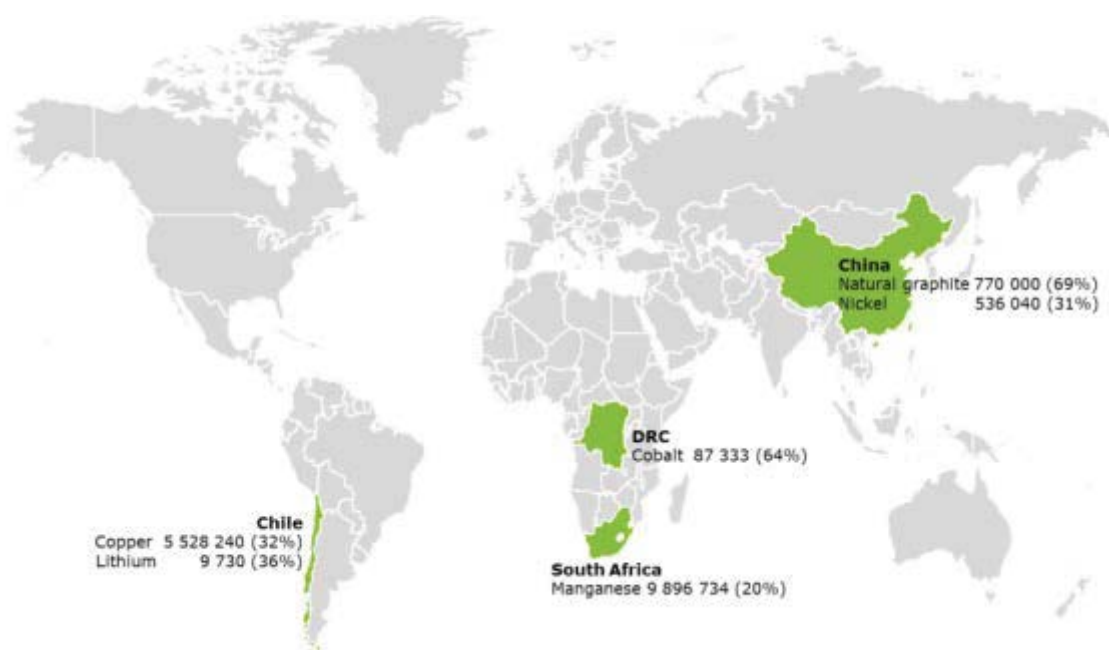 China
Natural graphite 770 000 (69%)
Nickel 536 040 (31%)
DRC
Cobalt 87 333 (64%)
Chile
Copper 5 528 240 (32%)
Lithium 9 730 (36%)
South Africa
Manganese 9 896 734 (20%)